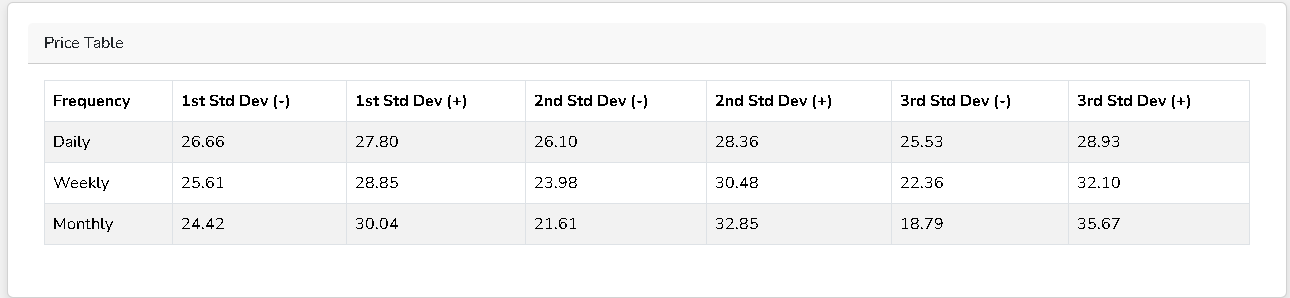 Price Table
Frequency 1st Std Dev (-) 1st Std Dev (+) 2nd Std Dev (-) 2nd Std Dev (+) 3rd Std Dev (-) 3rd Std Dev (+)
Daily 26.66 27.80 26.10 28.36 25.53 28.93
Weekly 25.61 28.85 23.98 30.48 22.36 32.10
Monthly 24.42 30.04 21.61 32.85 18.79 35.67